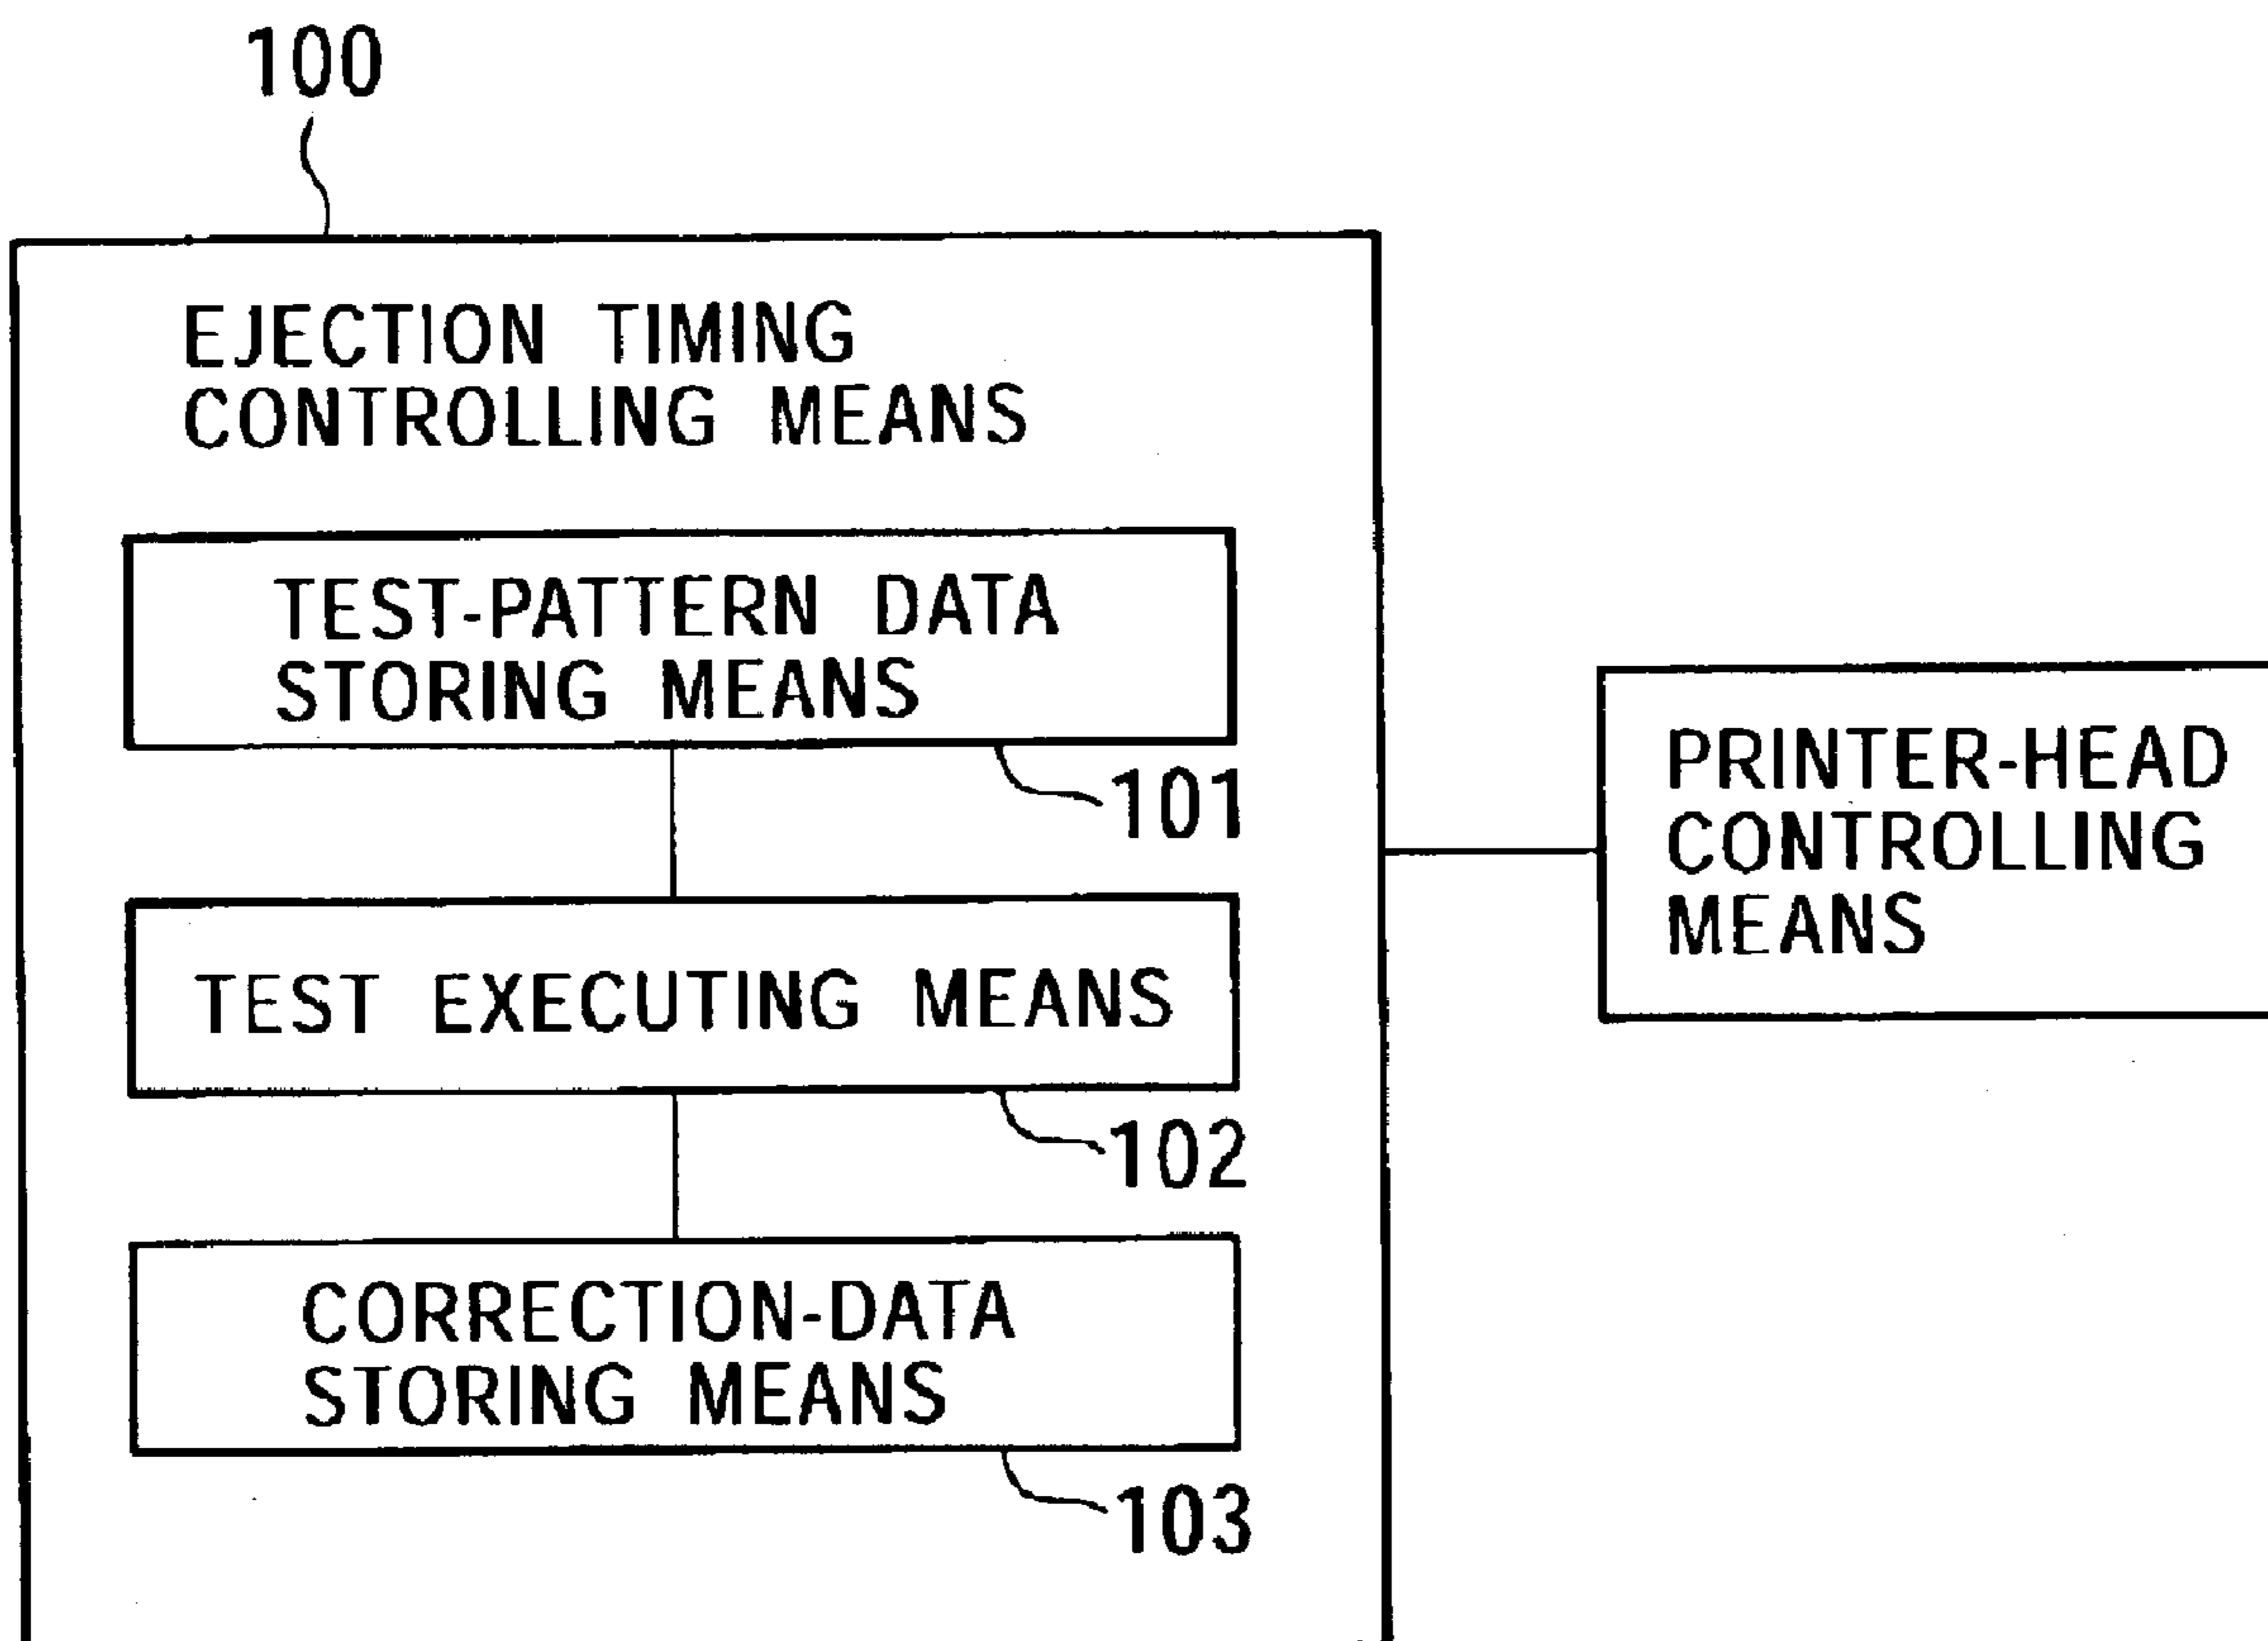 100
EJECTION TIMING
CONTROLLING MEANS
TEST-PATTERN DATA
STORING MEANS
101
TEST EXECUTING MEANS
102
CORRECTION-DATA
STORING MEANS
103
PRINTER-HEAD
CONTROLLING
MEANS